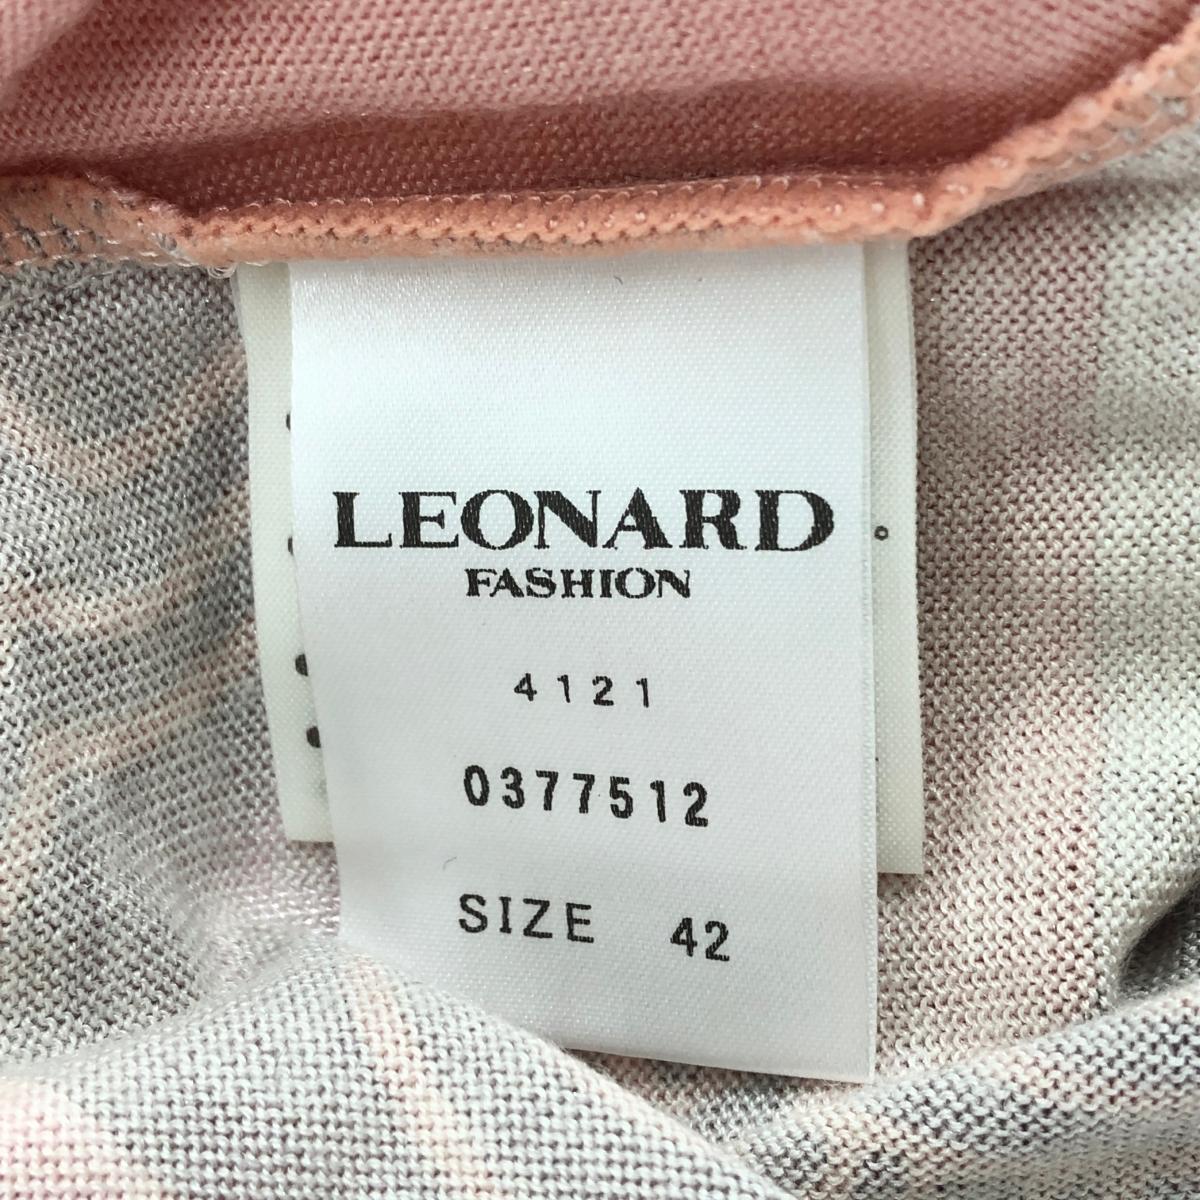 LEONARD
FASHION
4121
0377512
SIZE 42